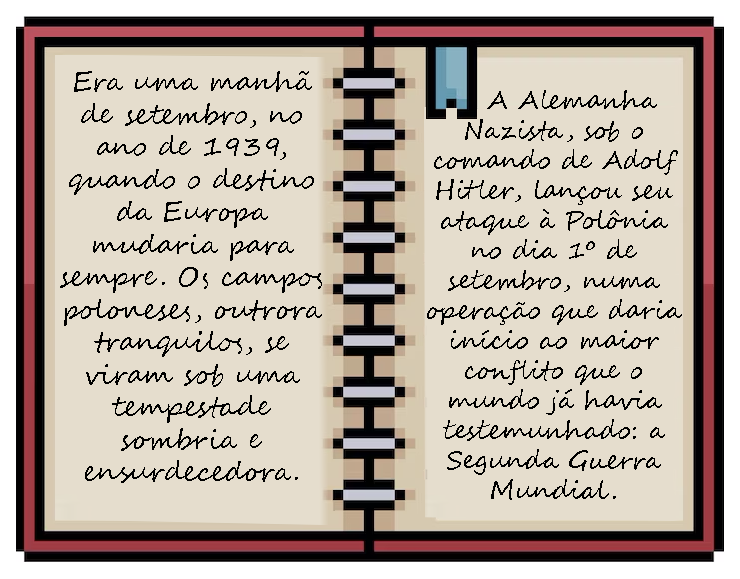 Era uma manhã
de setembro, no
ano de 1939,
quando o destino
da Europa
mudaria para
sempre. Os campos
poloneses, outrora
tranquilos, se
viram sob uma
tempestade
sombria e
ensurdecedora.
A Alemanha
Nazista, sob o
comando de Adolf
Hitler, lançou seu
ataque à Polônia
no dia 1º de
setembro, numa
operação que daria
início ao maior
conflito que o
mundo já havia
testemunhado: a
Segunda Guerra
Mundial.